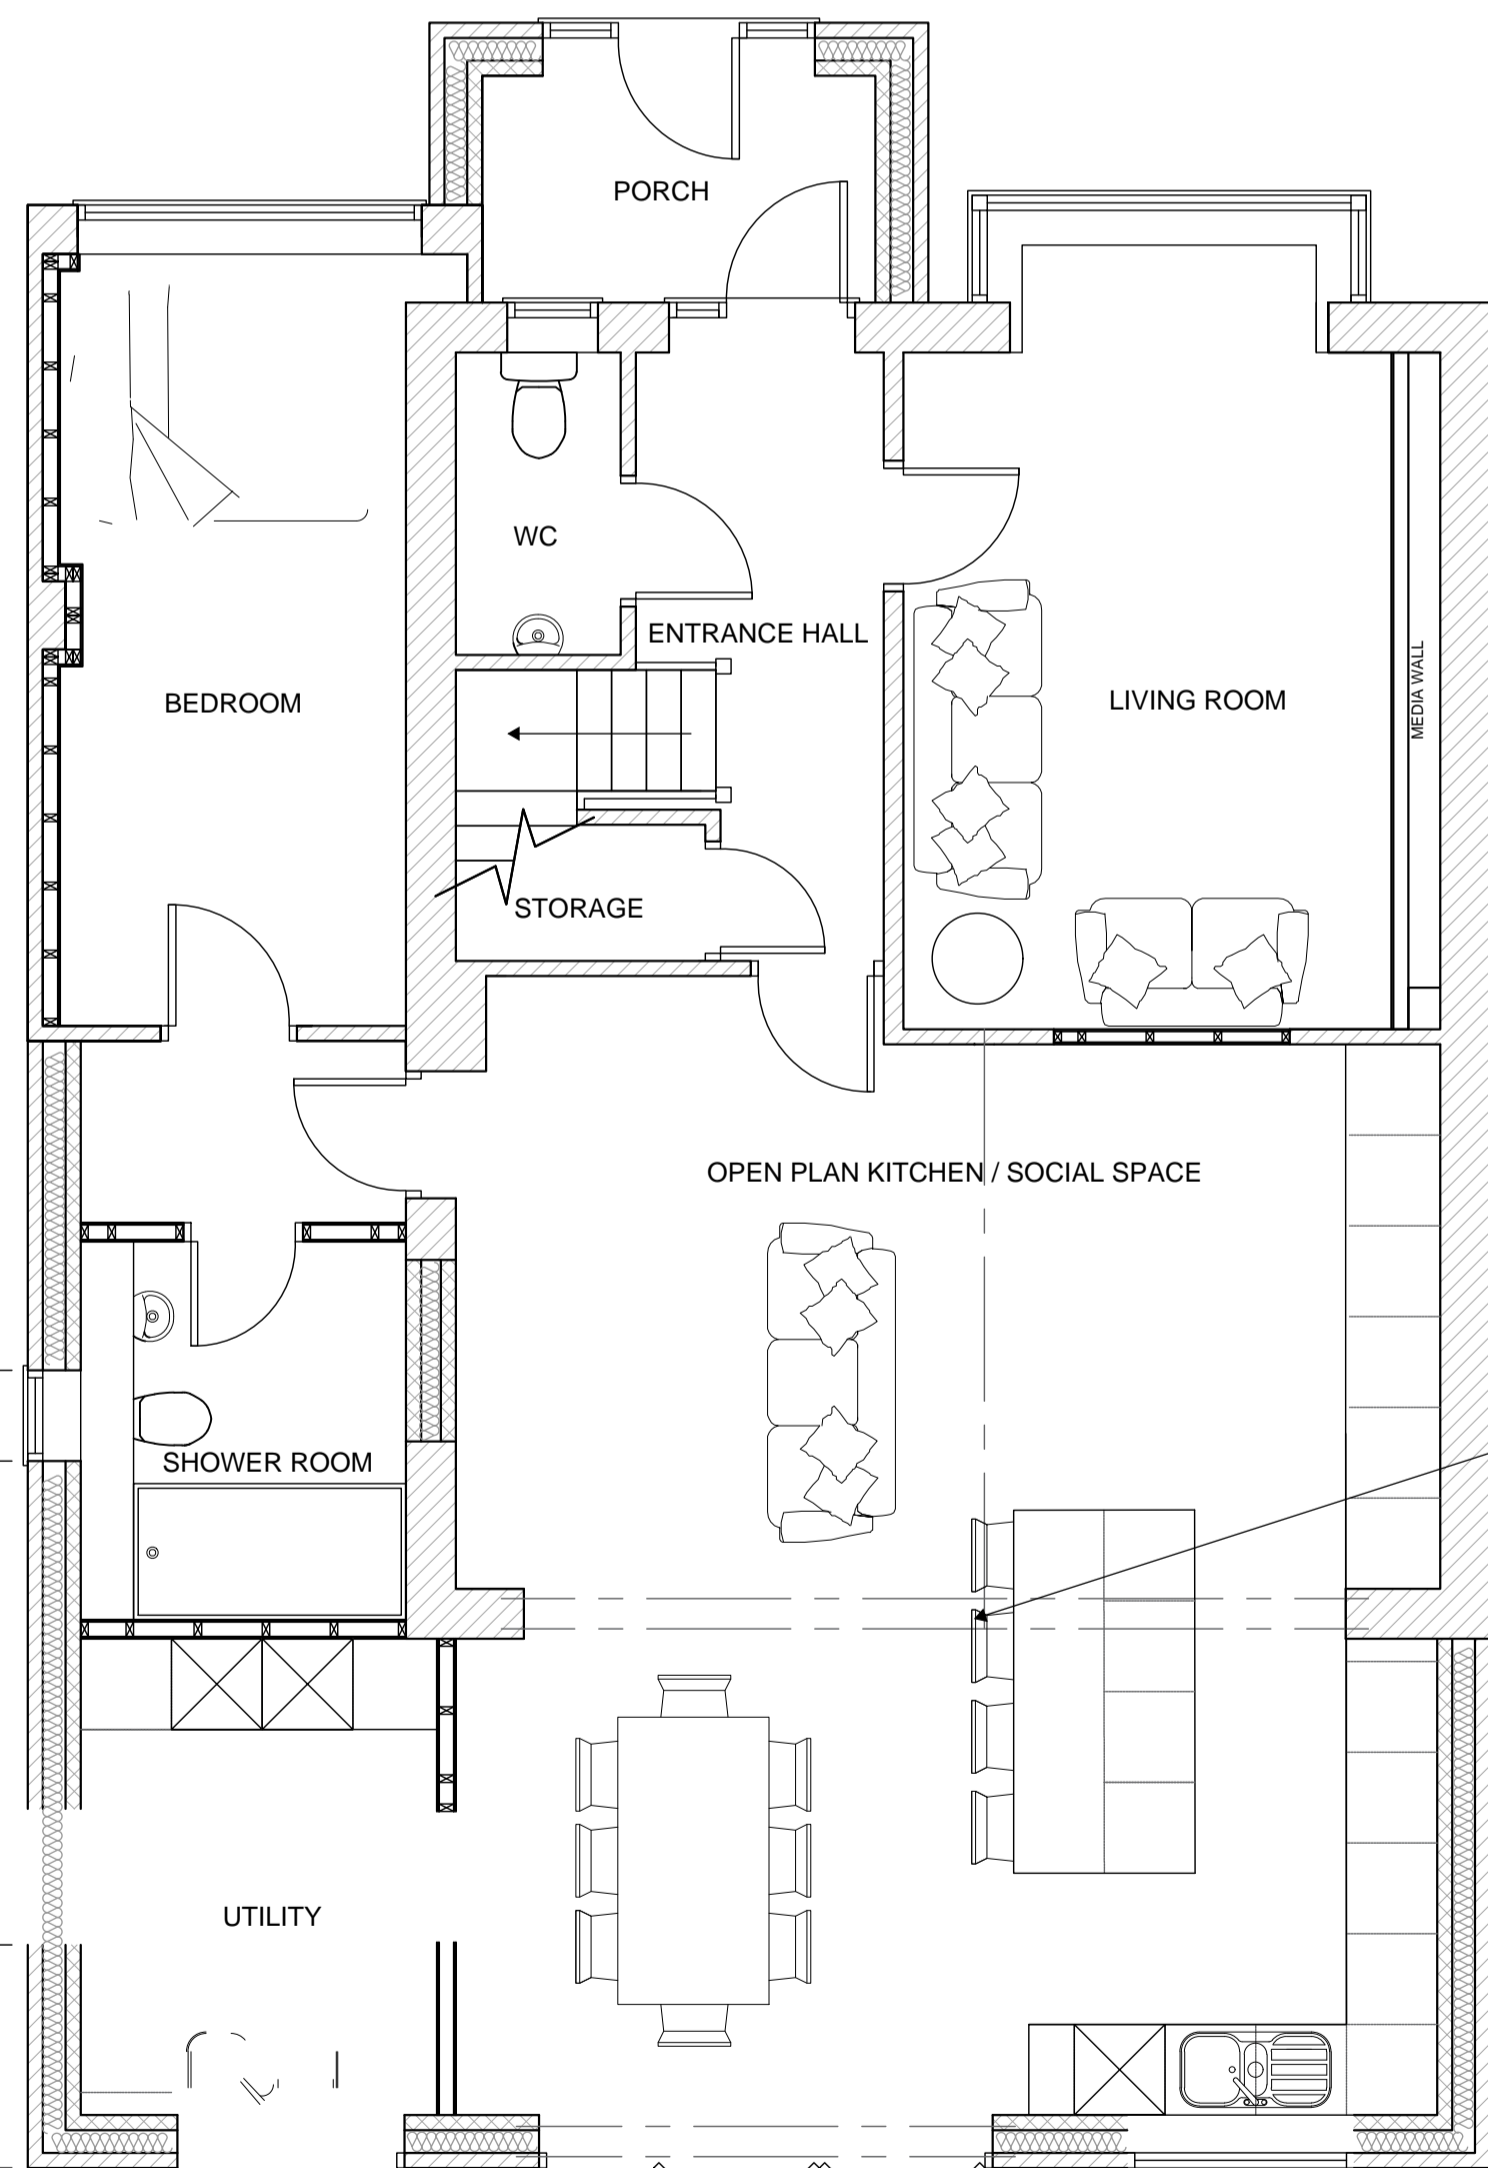 PORCH
WC
ENTRANCE HALL
BEDROOM
LIVING ROOM
MEDIA WALL
STORAGE
OPEN PLAN KITCHEN / SOCIAL SPACE
SHOWER ROOM
UTILITY